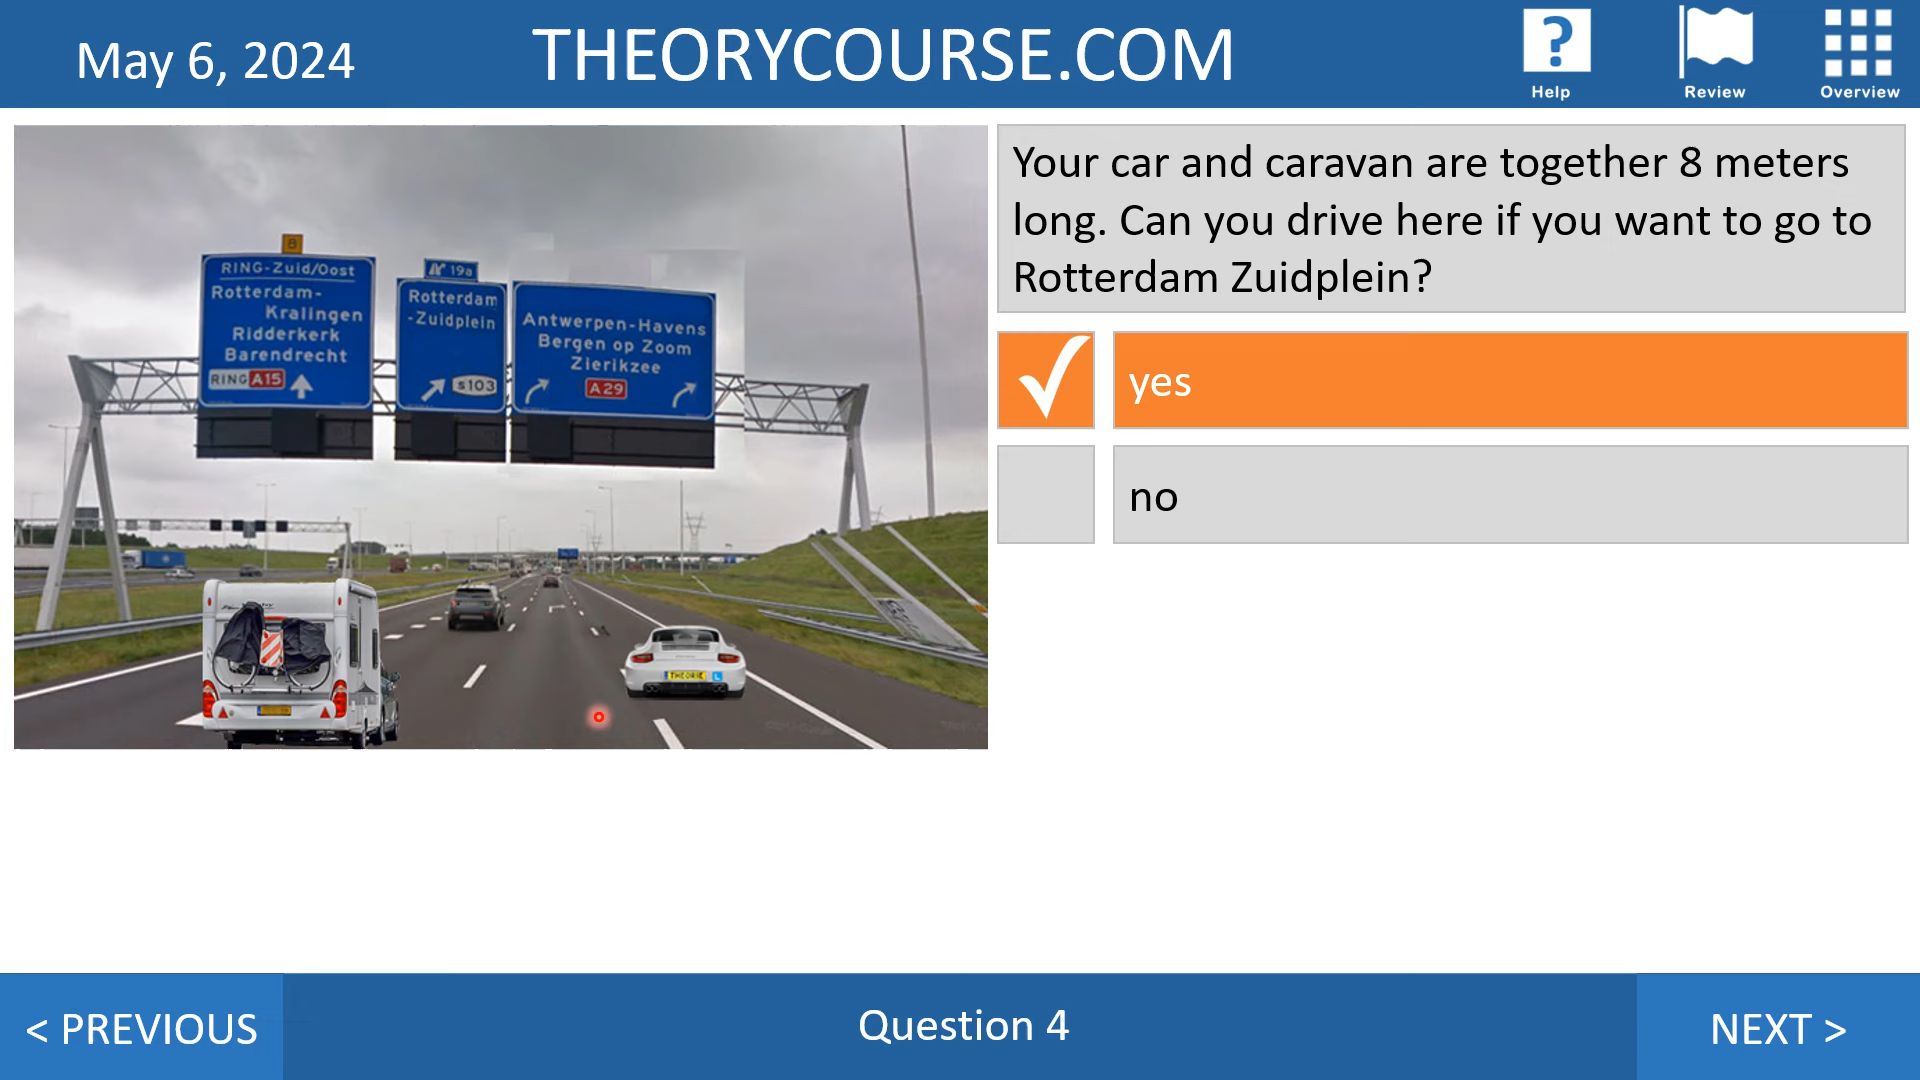 May 6, 2024
THEORYCOURSE.COM
Help
Review
Overview
8
RING-Zuid/Oost
Rotterdam-
Kralingen
Ridderkerk
Barendrecht
RING A15
19a
Rotterdam
-Zuidplein
s103
Antwerpen-Havens
Bergen op Zoom
Zierikzee
A29
THEORIE L
Your car and caravan are together 8 meters
long. Can you drive here if you want to go to
Rotterdam Zuidplein?
yes
no
< PREVIOUS
Question 4
NEXT >